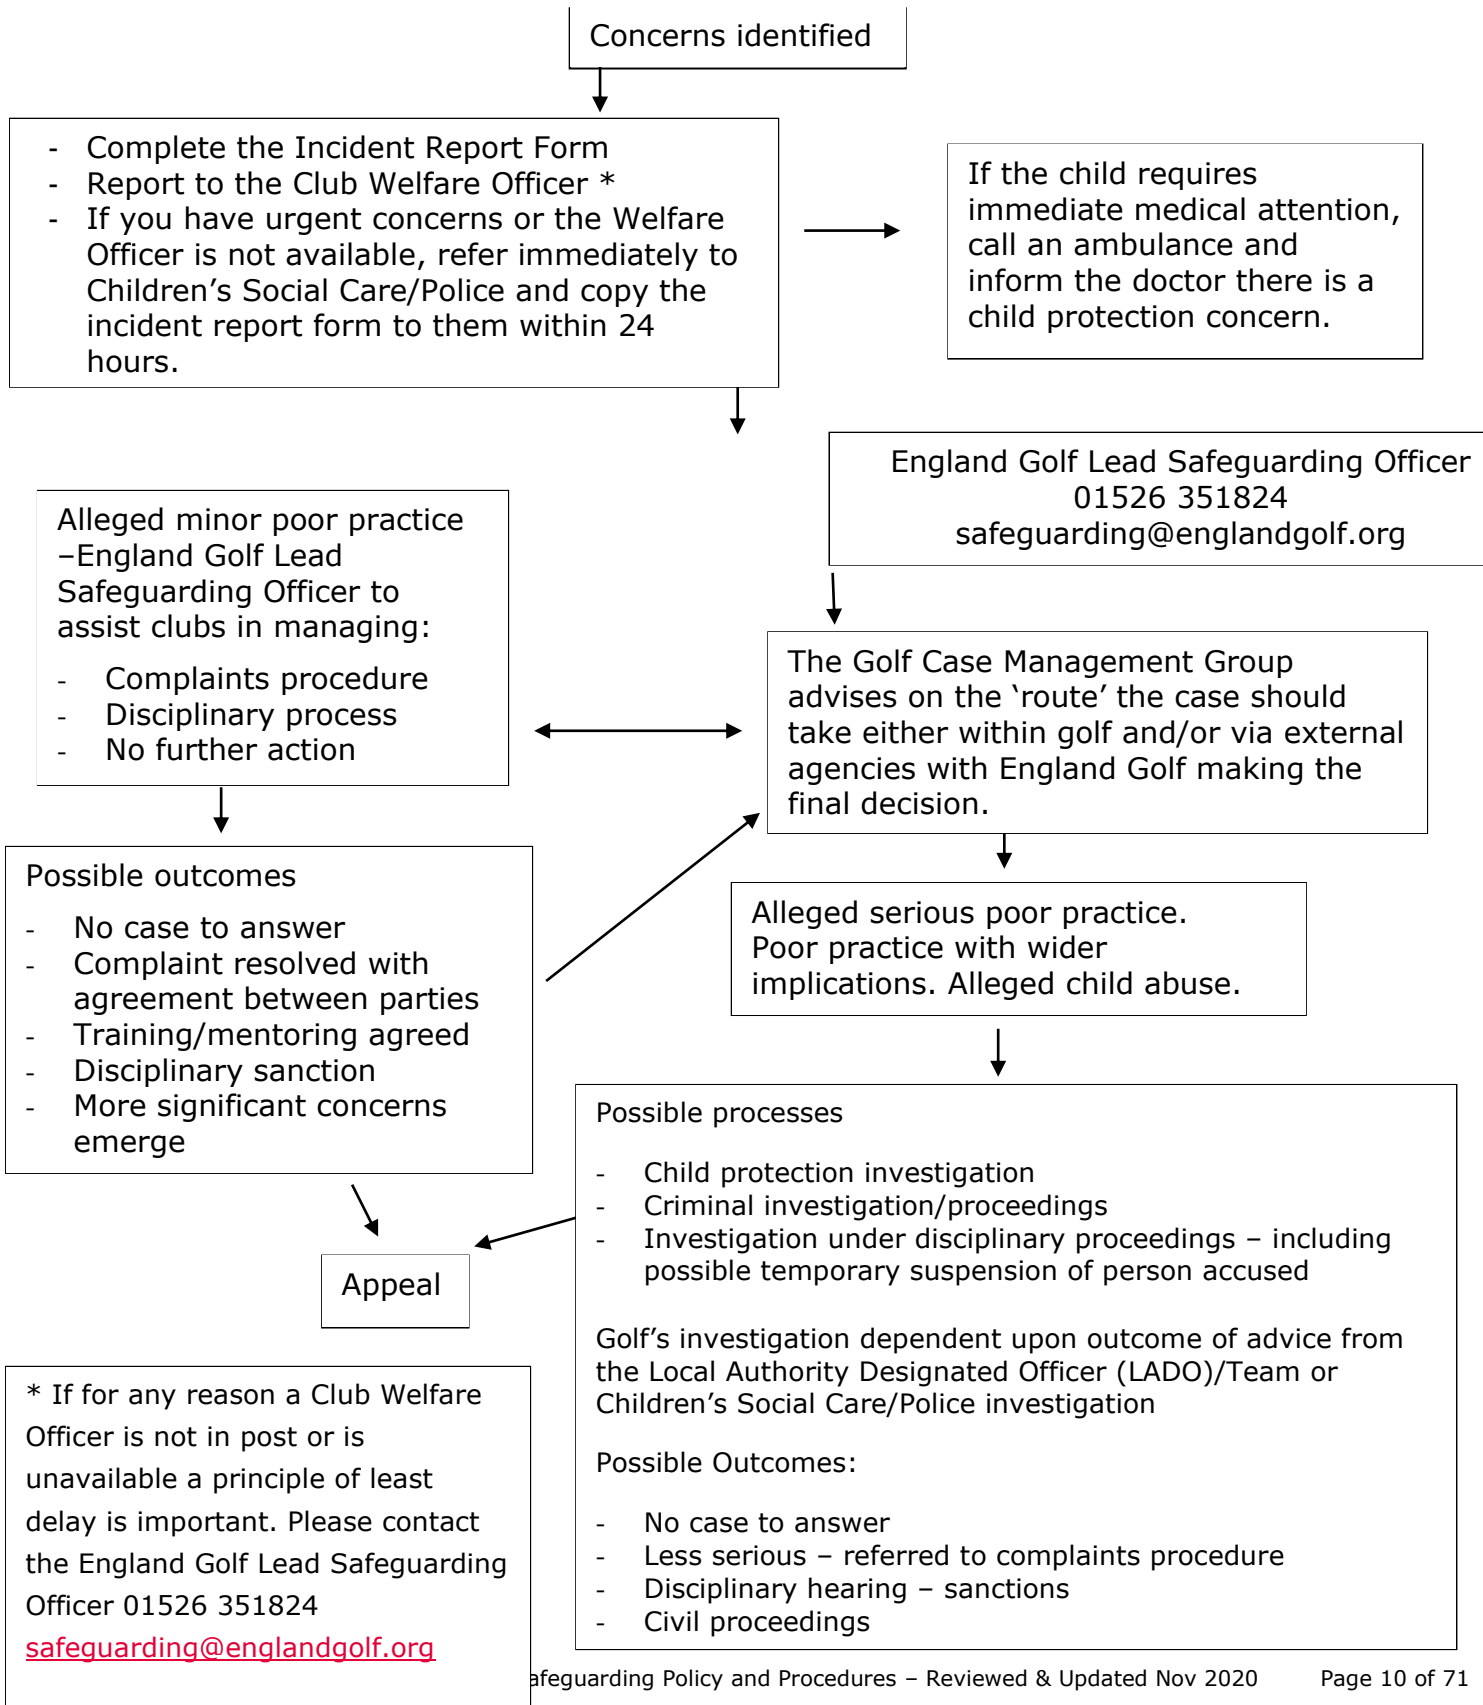 Concerns identified
- Complete the Incident Report Form
- Report to the Club Welfare Officer *
- If you have urgent concerns or the Welfare
Officer is not available, refer immediately to
Children’s Social Care/Police and copy the
incident report form to them within 24
hours.
If the child requires
immediate medical attention,
call an ambulance and
inform the doctor there is a
child protection concern.
England Golf Lead Safeguarding Officer
01526 351824
safeguarding@englandgolf.org
Alleged minor poor practice
–England Golf Lead
Safeguarding Officer to
assist clubs in managing:
- Complaints procedure
- Disciplinary process
- No further action
The Golf Case Management Group
advises on the ‘route’ the case should
take either within golf and/or via external
agencies with England Golf making the
final decision.
Possible outcomes
- No case to answer
- Complaint resolved with
agreement between parties
- Training/mentoring agreed
- Disciplinary sanction
- More significant concerns
emerge
Alleged serious poor practice.
Poor practice with wider
implications. Alleged child abuse.
Possible processes
- Child protection investigation
- Criminal investigation/proceedings
- Investigation under disciplinary proceedings – including
possible temporary suspension of person accused
Golf’s investigation dependent upon outcome of advice from
the Local Authority Designated Officer (LADO)/Team or
Children’s Social Care/Police investigation
Possible Outcomes:
- No case to answer
- Less serious – referred to complaints procedure
- Disciplinary hearing – sanctions
- Civil proceedings
Appeal
* If for any reason a Club Welfare
Officer is not in post or is
unavailable a principle of least
delay is important. Please contact
the England Golf Lead Safeguarding
Officer 01526 351824
safeguarding@englandgolf.org
afeguarding Policy and Procedures – Reviewed & Updated Nov 2020 Page 10 of 71